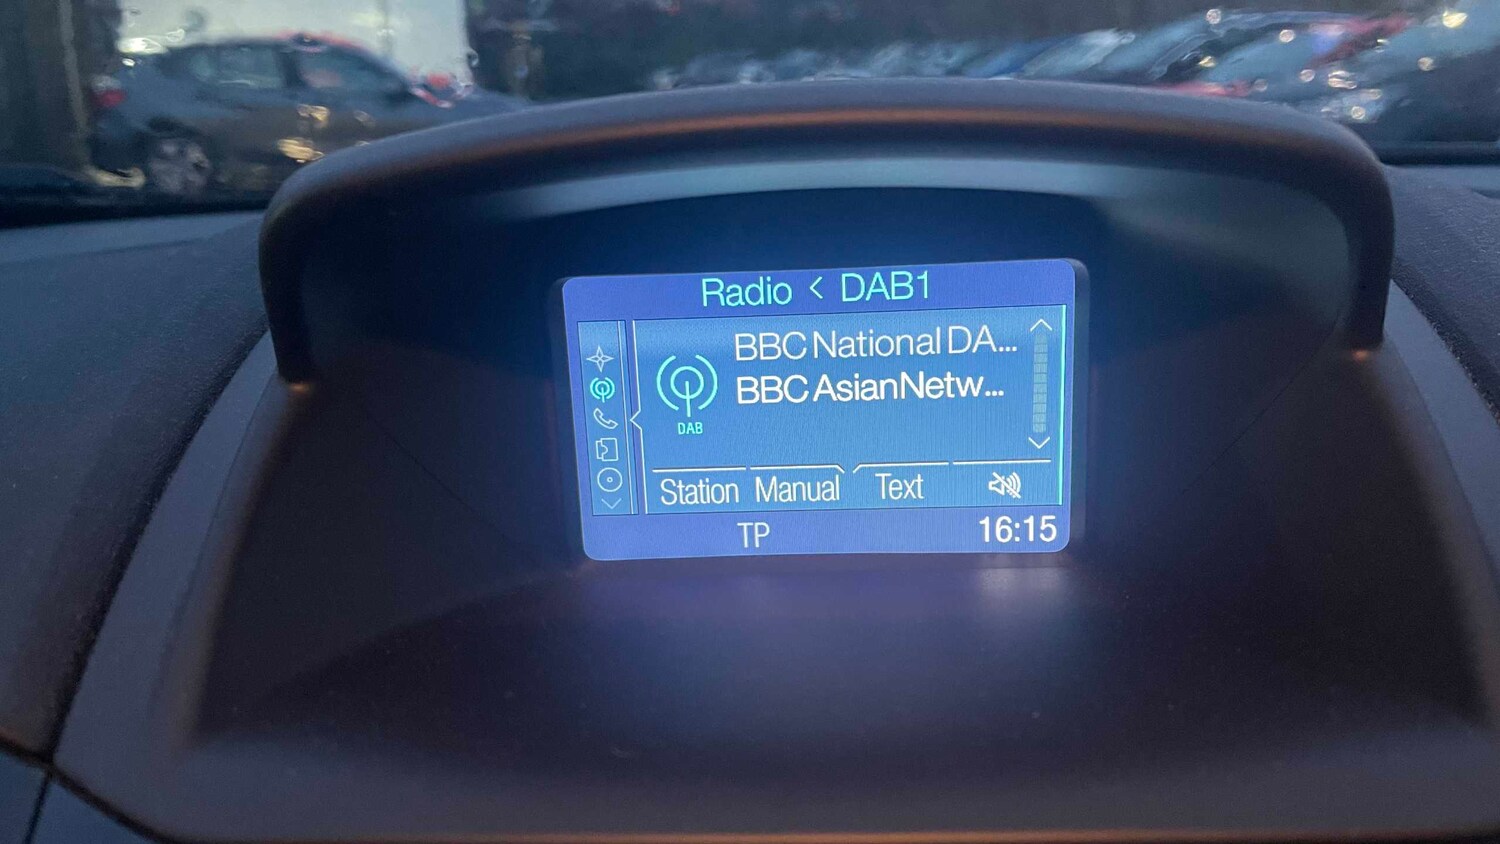 Radio < DAB1
BBC National DA...
BBC AsianNetw...
DAB
Station Manual Text
TP 16:15